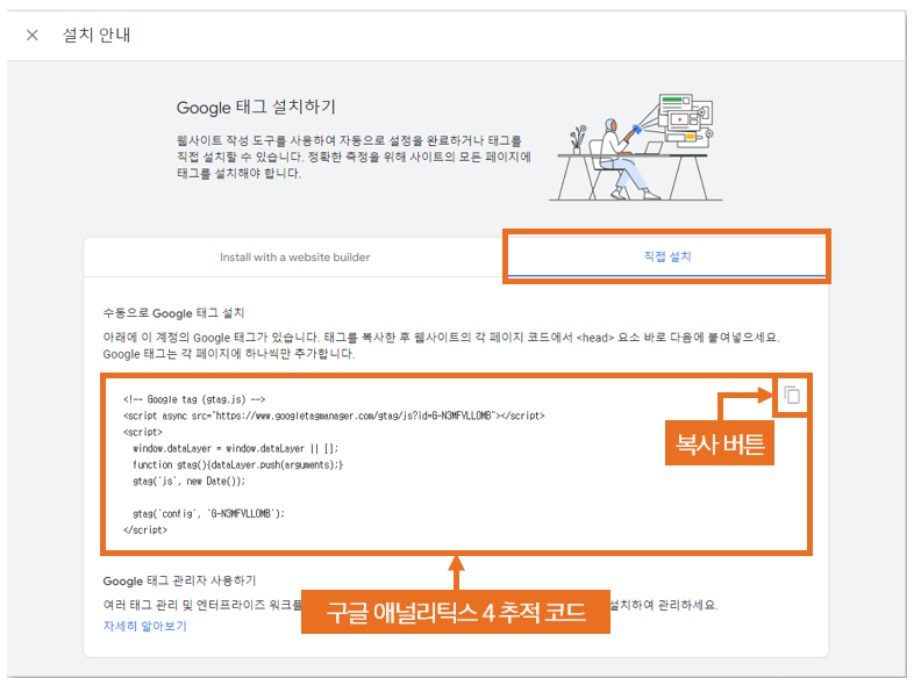 설치 안내
Google 태그 설치하기
웹사이트 작성 도구를 사용하여 자동으로 설정을 완료하거나 태그를
직접 설치할 수 있습니다. 정확한 측정을 위해 사이트의 모든 페이지에
태그를 설치해야 합니다.
Install with a website builder
직접 설치
수동으로 Google 태그 설치
아래에 이 계정의 Google 태그가 있습니다. 태그를 복사한 후 웹사이트의 각 페이지 코드에서 <head> 요소 바로 다음에 붙여넣으세요.
Google 태그는 각 페이지에 하나씩만 추가합니다.
<!-- Google tag (gtag.js) -->
<script async src="https://www.googletagmanager.com/gtag/js?id=G-N3MFVLL0MB"></script>
<script>
window.dataLayer = window.dataLayer || [];
function gtag(){dataLayer.push(arguments);}
gtag('js', new Date());
gtag('config', 'G-N3MFVLL0MB');
</script>
복사 버튼
Google 태그 관리자 사용하기
여러 태그 관리 및 엔터프라이즈 워크플
설치하여 관리하세요.
구글 애널리틱스 4 추적 코드
자세히 알아보기